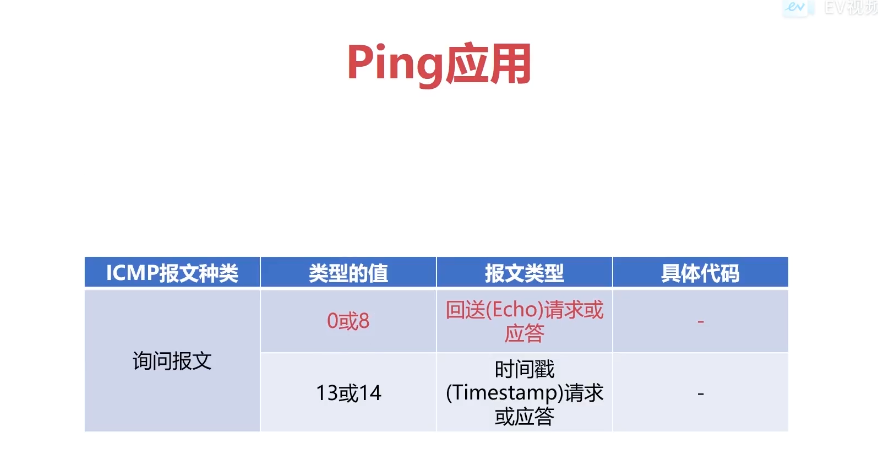 EV视频
Ping应用
ICMP报文种类 类型的值 报文类型 具体代码
询问报文
0或8
回送(Echo)请求或
应答
-
13或14
时间戳
(Timestamp)请求
或应答
-